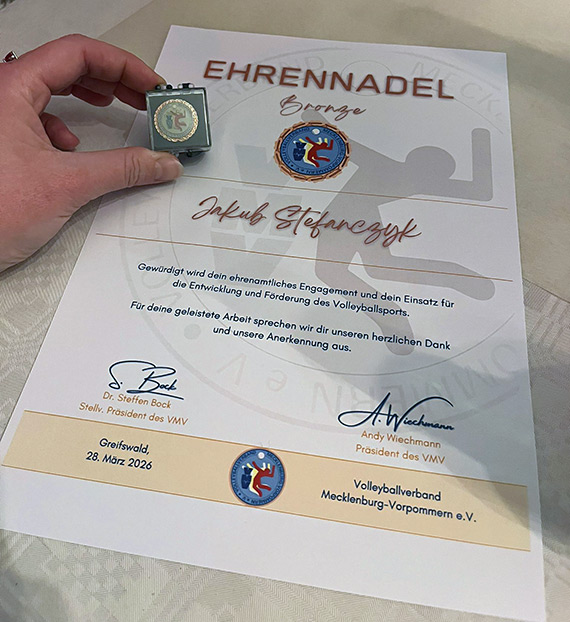 EHRENNADEL
Bronze
Jakub Stefanczyk
Gewürdigt wird dein ehrenamtliches Engagement und dein Einsatz für
die Entwicklung und Förderung des Volleyballsports.
Für deine geleistete Arbeit sprechen wir dir unseren herzlichen Dank
und unsere Anerkennung aus.
S. Bock
Dr. Steffen Bock
Stellv. Präsident des VMV
A. Wiechmann
Andy Wiechmann
Präsident des VMV
Greifswald,
28. März 2026
Volleyballverband
Mecklenburg-Vorpommern e.V.